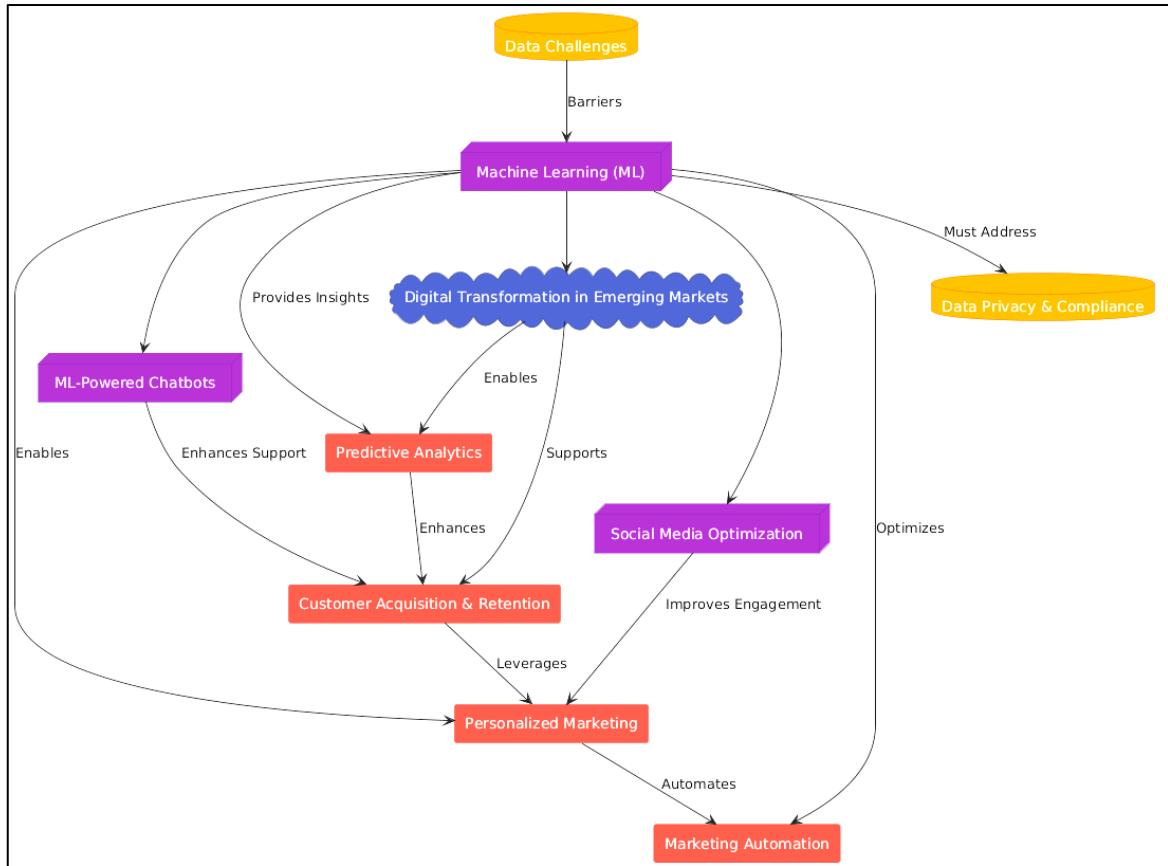 Data Challenges
Barriers
Machine Learning (ML)
Must Address
Provides Insights
Digital Transformation in Emerging Markets
Data Privacy & Compliance
ML-Powered Chatbots
Enables
Enables
Enhances Support
Predictive Analytics
Supports
Enhances
Social Media Optimization
Optimizes
Customer Acquisition & Retention
Improves Engagement
Leverages
Personalized Marketing
Automates
Marketing Automation